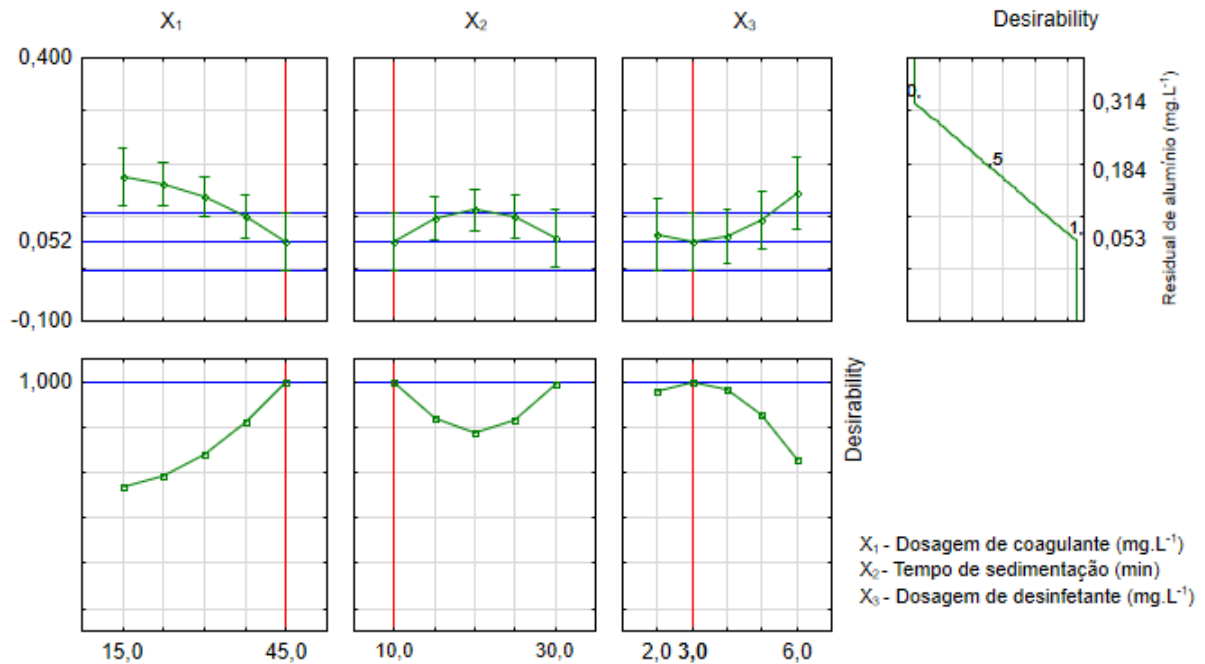 X₁ X₂ X₃ Desirability
0,400
0,052
-0,100
0. ,5 1.
0,314
0,184
0,053
Residual de alumínio (mg.L⁻¹)
1,000
Desirability
15,0 45,0 10,0 30,0 2,0 3,0 6,0
X₁ - Dosagem de coagulante (mg.L⁻¹)
X₂ - Tempo de sedimentação (min)
X₃ - Dosagem de desinfetante (mg.L⁻¹)